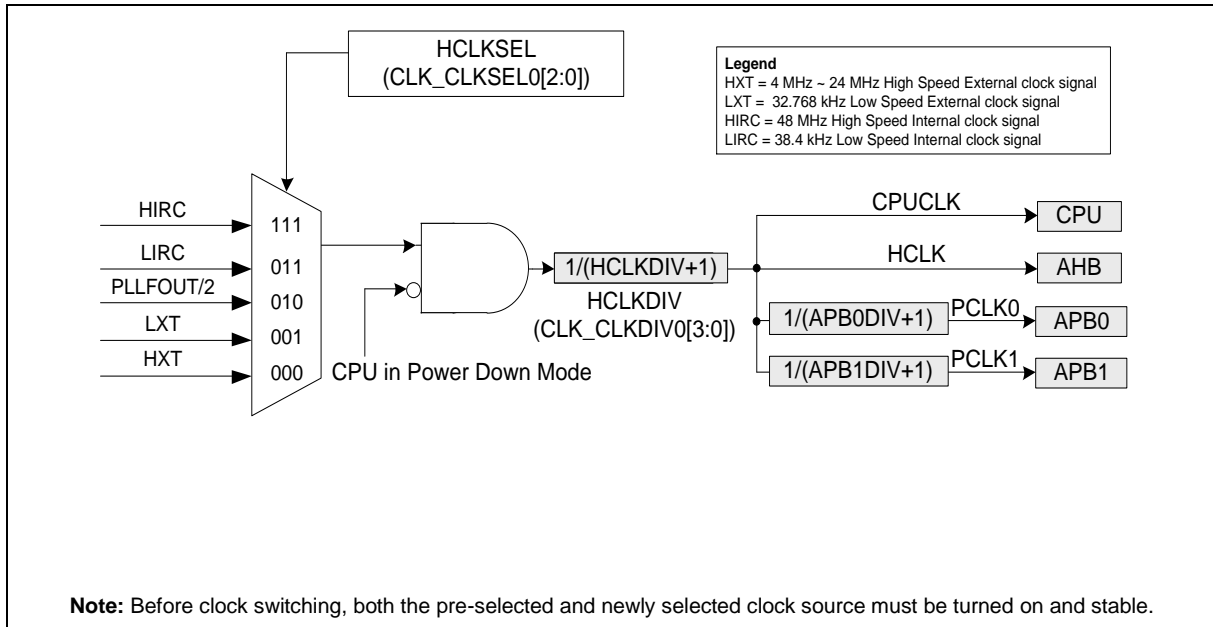 HCLKSEL
(CLK_CLKSEL0[2:0])
Legend
HXT = 4 MHz ~ 24 MHz High Speed External clock signal
LXT = 32.768 kHz Low Speed External clock signal
HIRC = 48 MHz High Speed Internal clock signal
LIRC = 38.4 kHz Low Speed Internal clock signal
HIRC
LIRC
PLLFOUT/2
LXT
HXT
111
011
010
001
000
CPU in Power Down Mode
1/(HCLKDIV+1)
HCLKDIV
(CLK_CLKDIV0[3:0])
CPUCLK
CPU
HCLK
AHB
1/(APB0DIV+1)
PCLK0
APB0
1/(APB1DIV+1)
PCLK1
APB1
Note: Before clock switching, both the pre-selected and newly selected clock source must be turned on and stable.